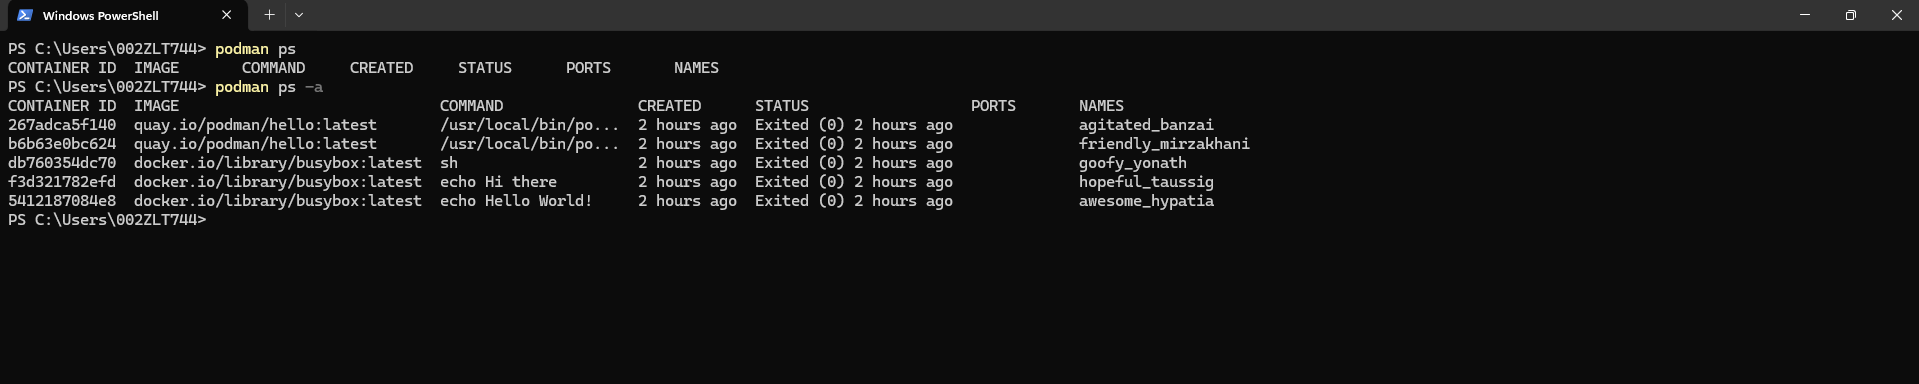 Windows PowerShell
PS C:\Users\002ZLT744> podman ps
CONTAINER ID  IMAGE       COMMAND     CREATED     STATUS      PORTS       NAMES
PS C:\Users\002ZLT744> podman ps -a
CONTAINER ID  IMAGE                             COMMAND               CREATED      STATUS                  PORTS       NAMES
267adca5f140  quay.io/podman/hello:latest       /usr/local/bin/po...  2 hours ago  Exited (0) 2 hours ago              agitated_banzai
b6b63e0bc624  quay.io/podman/hello:latest       /usr/local/bin/po...  2 hours ago  Exited (0) 2 hours ago              friendly_mirzakhani
db760354dc70  docker.io/library/busybox:latest  sh                    2 hours ago  Exited (0) 2 hours ago              goofy_yonath
f3d321782efd  docker.io/library/busybox:latest  echo Hi there         2 hours ago  Exited (0) 2 hours ago              hopeful_taussig
5412187084e8  docker.io/library/busybox:latest  echo Hello World!     2 hours ago  Exited (0) 2 hours ago              awesome_hypatia
PS C:\Users\002ZLT744>